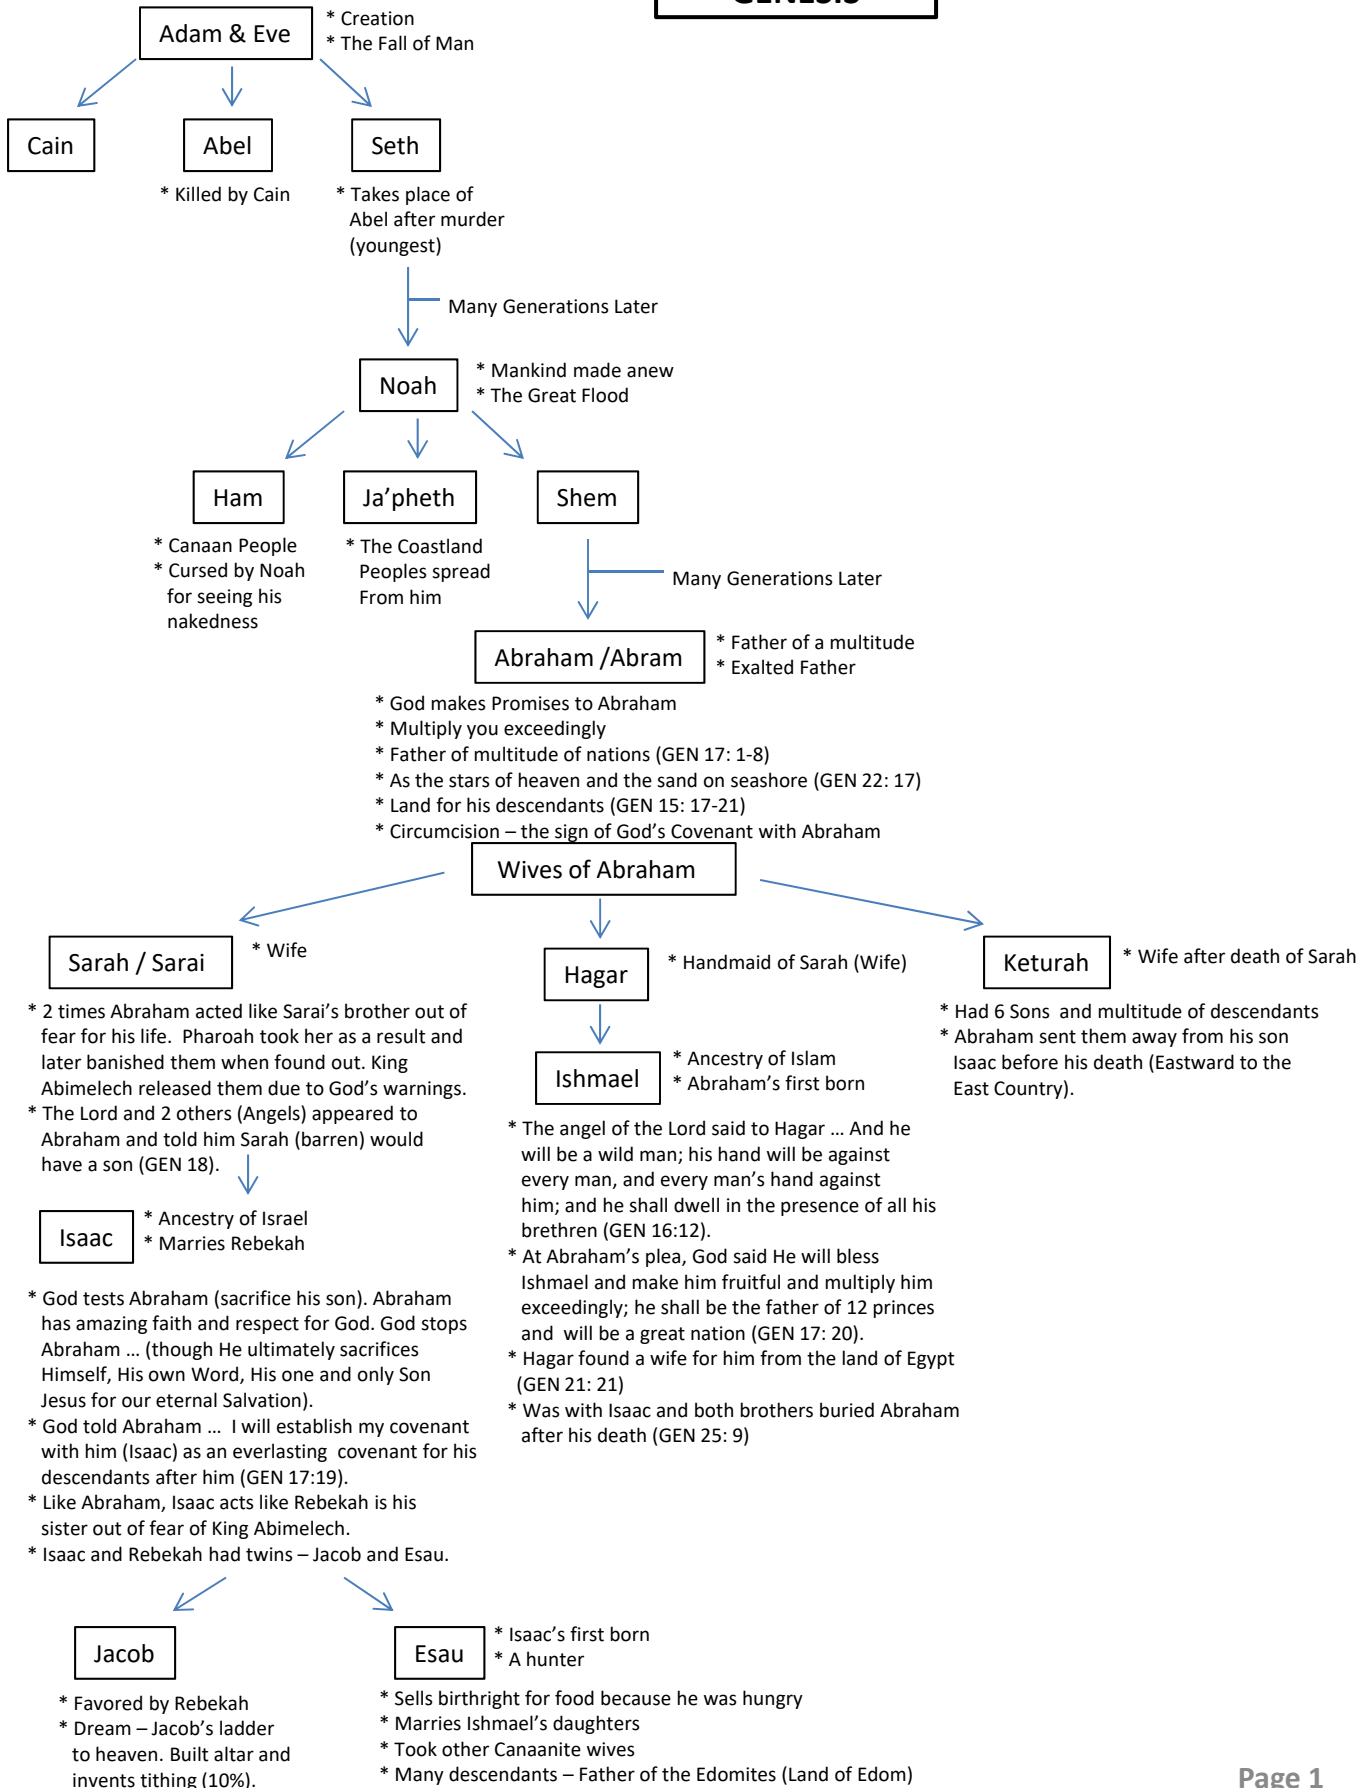 GENESIS
Adam & Eve
* Creation
* The Fall of Man
Cain
Abel
Seth
* Killed by Cain
* Takes place of
Abel after murder
(youngest)
Many Generations Later
Noah
* Mankind made anew
* The Great Flood
Ham
Ja’pheth
Shem
* Canaan People
* Cursed by Noah
for seeing his
nakedness
* The Coastland
Peoples spread
From him
Many Generations Later
Abraham /Abram
* Father of a multitude
* Exalted Father
* God makes Promises to Abraham
* Multiply you exceedingly
* Father of multitude of nations (GEN 17: 1-8)
* As the stars of heaven and the sand on seashore (GEN 22: 17)
* Land for his descendants (GEN 15: 17-21)
* Circumcision – the sign of God’s Covenant with Abraham
Wives of Abraham
Sarah / Sarai
* Wife
* 2 times Abraham acted like Sarai’s brother out of
fear for his life. Pharoah took her as a result and
later banished them when found out. King
Abimelech released them due to God’s warnings.
* The Lord and 2 others (Angels) appeared to
Abraham and told him Sarah (barren) would
have a son (GEN 18).
Hagar
* Handmaid of Sarah (Wife)
Keturah
* Wife after death of Sarah
* Had 6 Sons and multitude of descendants
* Abraham sent them away from his son
Isaac before his death (Eastward to the
East Country).
Ishmael
* Ancestry of Islam
* Abraham’s first born
* The angel of the Lord said to Hagar … And he
will be a wild man; his hand will be against
every man, and every man’s hand against
him; and he shall dwell in the presence of all his
brethren (GEN 16:12).
* At Abraham’s plea, God said He will bless
Ishmael and make him fruitful and multiply him
exceedingly; he shall be the father of 12 princes
and will be a great nation (GEN 17: 20).
* Hagar found a wife for him from the land of Egypt
(GEN 21: 21)
* Was with Isaac and both brothers buried Abraham
after his death (GEN 25: 9)
Isaac
* Ancestry of Israel
* Marries Rebekah
* God tests Abraham (sacrifice his son). Abraham
has amazing faith and respect for God. God stops
Abraham … (though He ultimately sacrifices
Himself, His own Word, His one and only Son
Jesus for our eternal Salvation).
* God told Abraham … I will establish my covenant
with him (Isaac) as an everlasting covenant for his
descendants after him (GEN 17:19).
* Like Abraham, Isaac acts like Rebekah is his
sister out of fear of King Abimelech.
* Isaac and Rebekah had twins – Jacob and Esau.
Jacob
* Favored by Rebekah
* Dream – Jacob’s ladder
to heaven. Built altar and
invents tithing (10%).
Esau
* Isaac’s first born
* A hunter
* Sells birthright for food because he was hungry
* Marries Ishmael’s daughters
* Took other Canaanite wives
* Many descendants – Father of the Edomites (Land of Edom)
Page 1